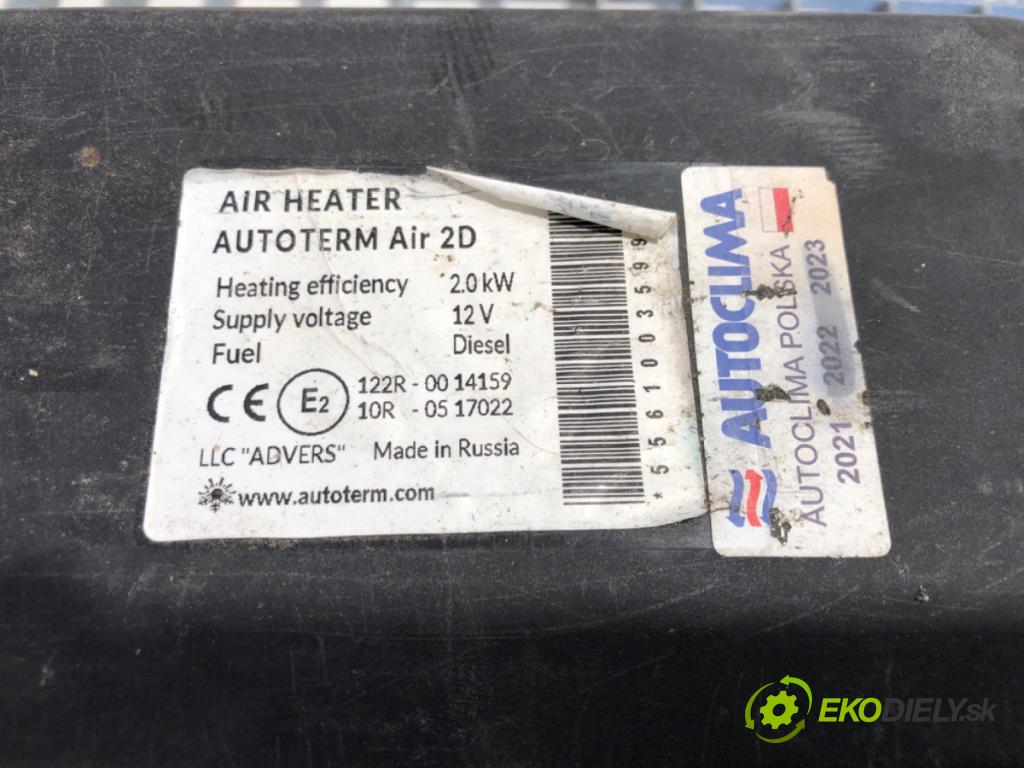 AIR HEATER
AUTOTERM Air 2D
Heating efficiency 2.0 kW
Supply voltage 12 V
Fuel Diesel
CE E2 122R - 00 14159
10R - 05 17022
LLC "ADVERS" Made in Russia
www.autoterm.com
AUTOCLIMA
AUTOCLIMA POLSKA
2021 2022 2023
EKODIELY.sk